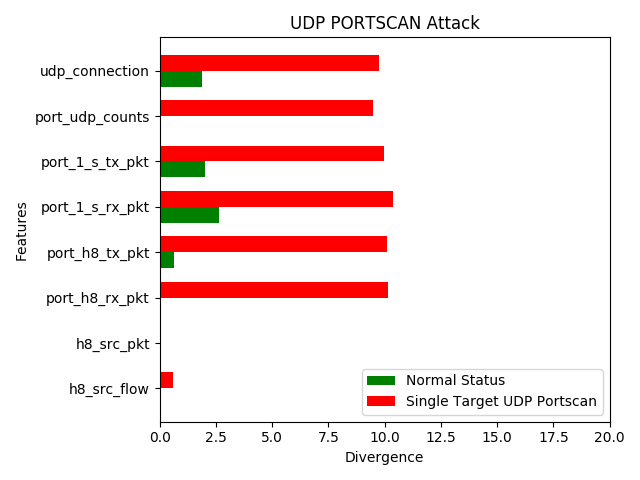 UDP PORTSCAN Attack
udp_connection
port_udp_counts
port_1_s_tx_pkt
port_1_s_rx_pkt
port_h8_tx_pkt
port_h8_rx_pkt
h8_src_pkt
h8_src_flow
Features
Normal Status
Single Target UDP Portscan
0.0 2.5 5.0 7.5 10.0 12.5 15.0 17.5 20.0
Divergence